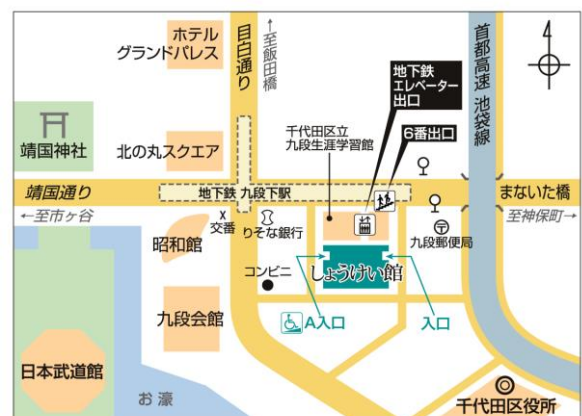 ホテル
グランドパレス
目白通り
←至飯田橋
首都高速 池袋線
4
地下鉄
エレベーター
出口
千代田区立
九段生涯学習館
6番出口
靖国神社
北の丸スクエア
靖国通り
地下鉄 九段下駅
まないた橋
←至市ヶ谷
→至神保町
交番
りそな銀行
九段郵便局
昭和館
コンビニ
しょうけい館
九段会館
A入口
入口
日本武道館
お濠
千代田区役所